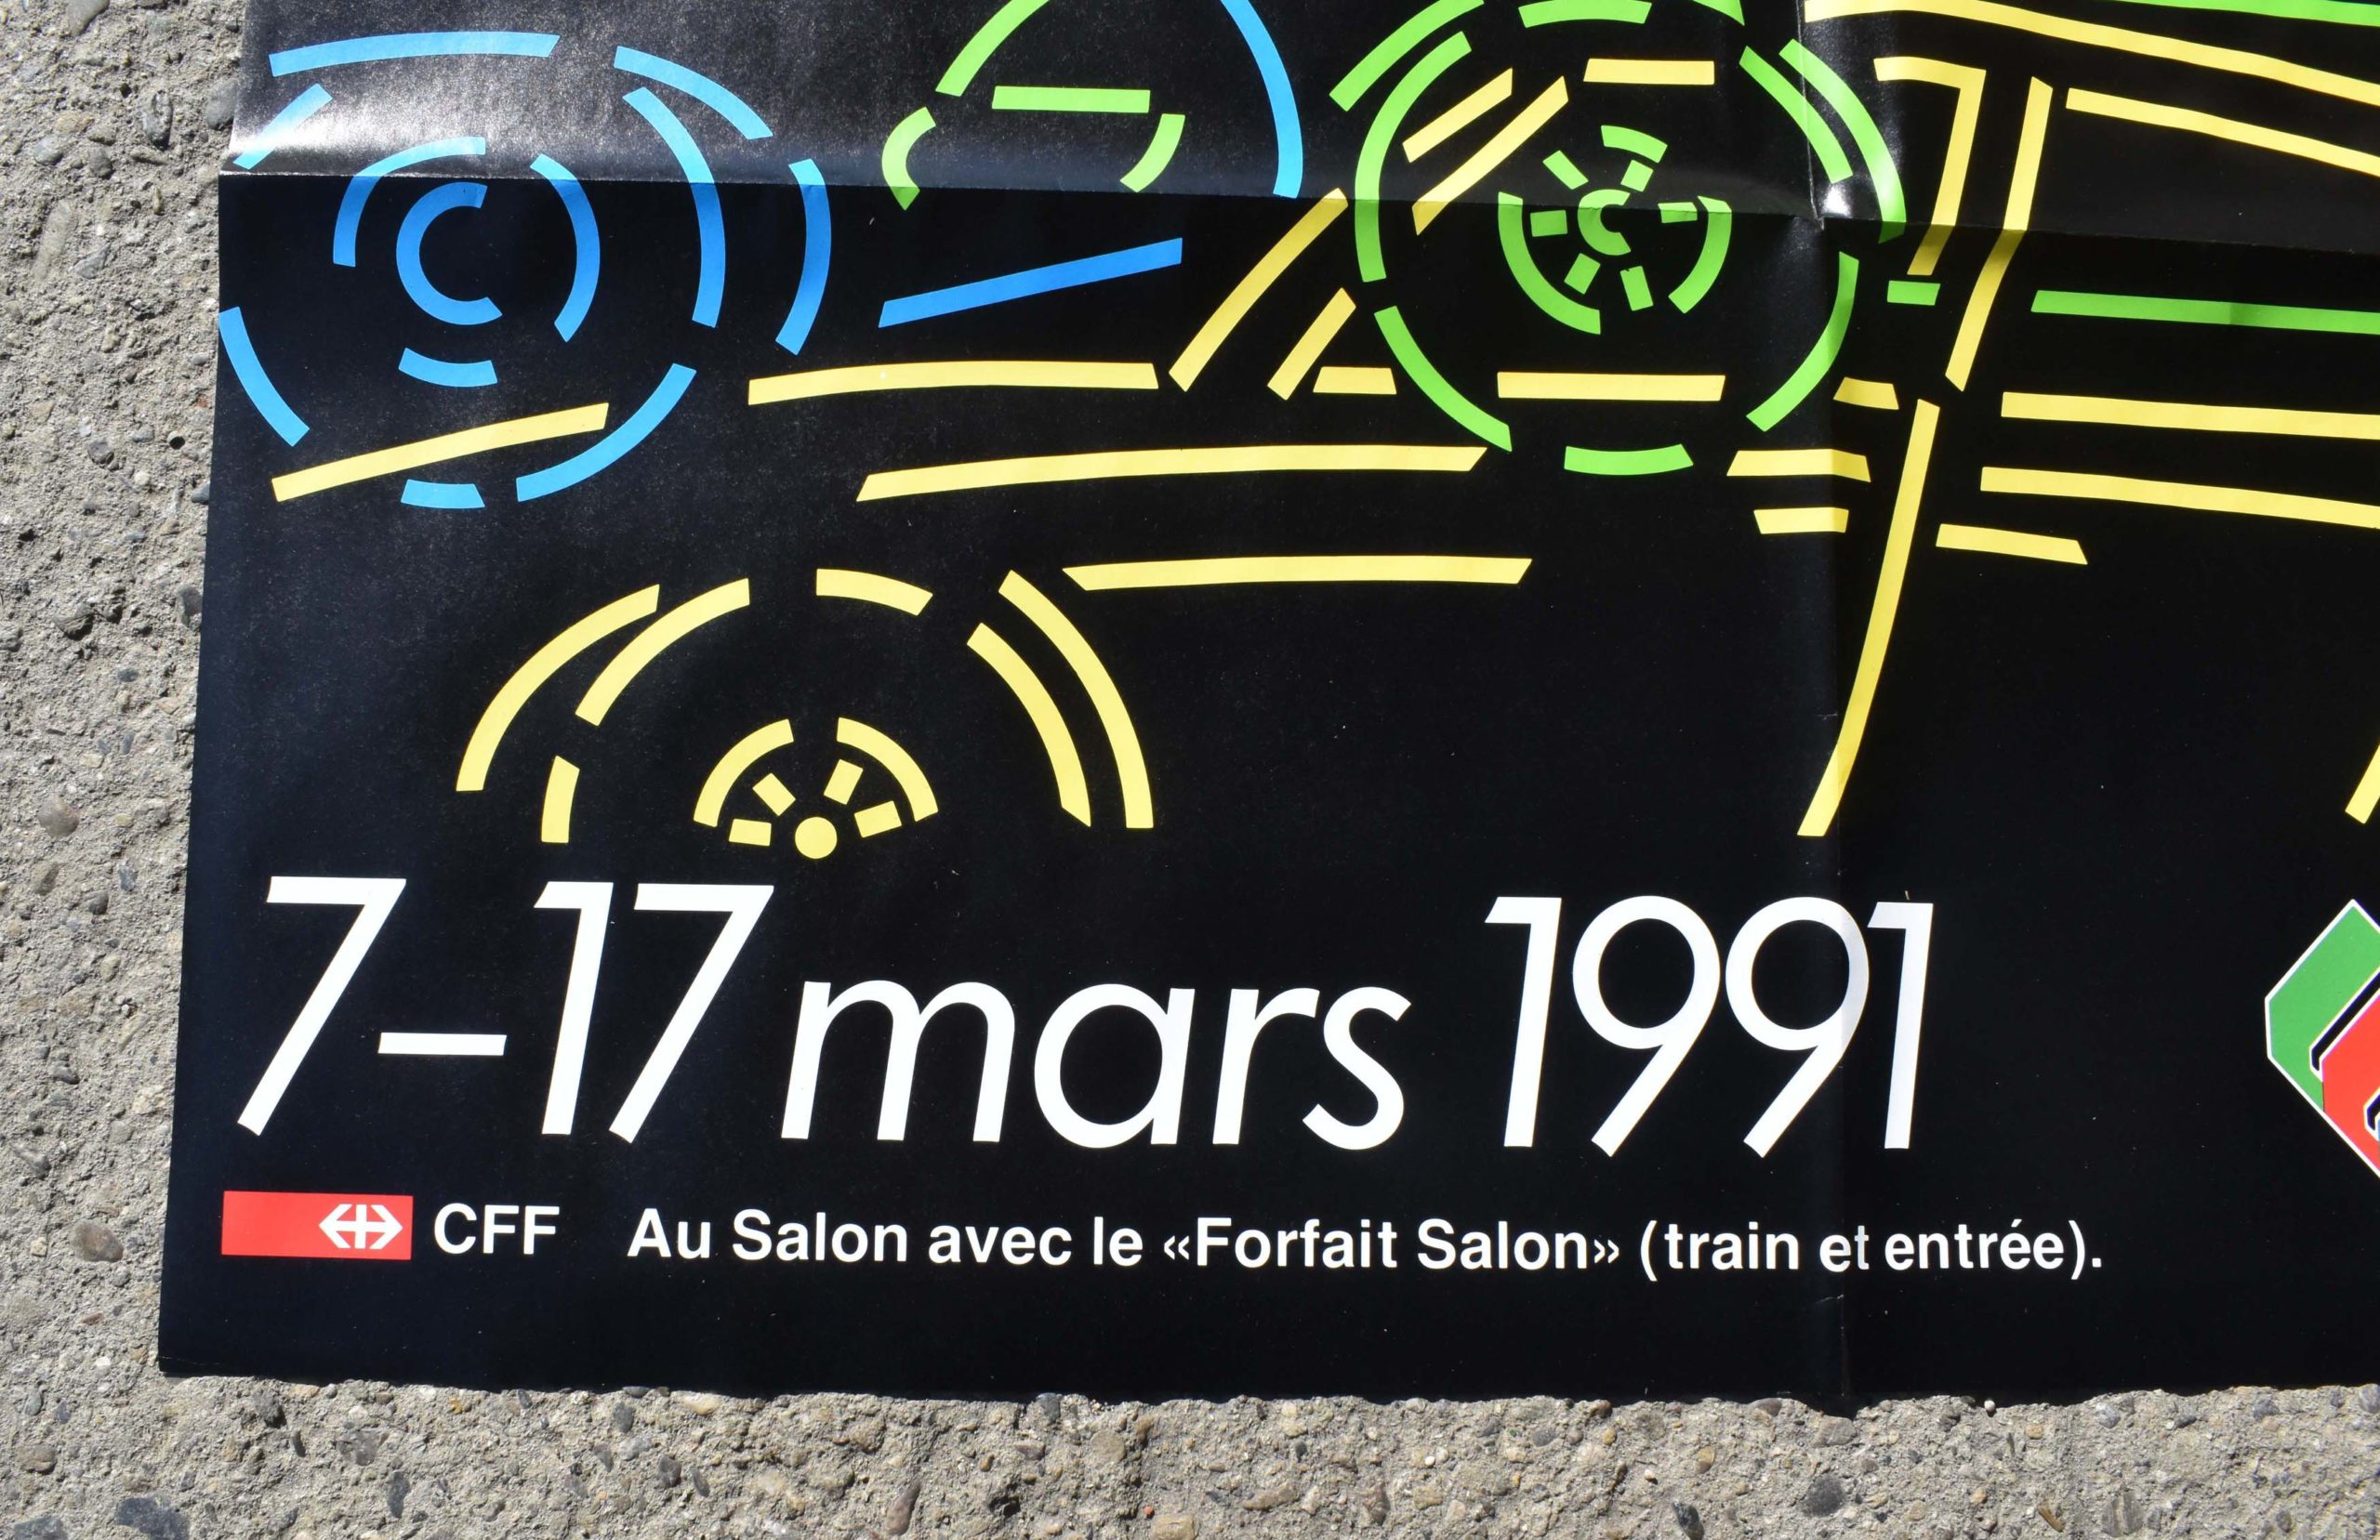 7–17 mars 1991
CFF Au Salon avec le «Forfait Salon» (train et entrée).